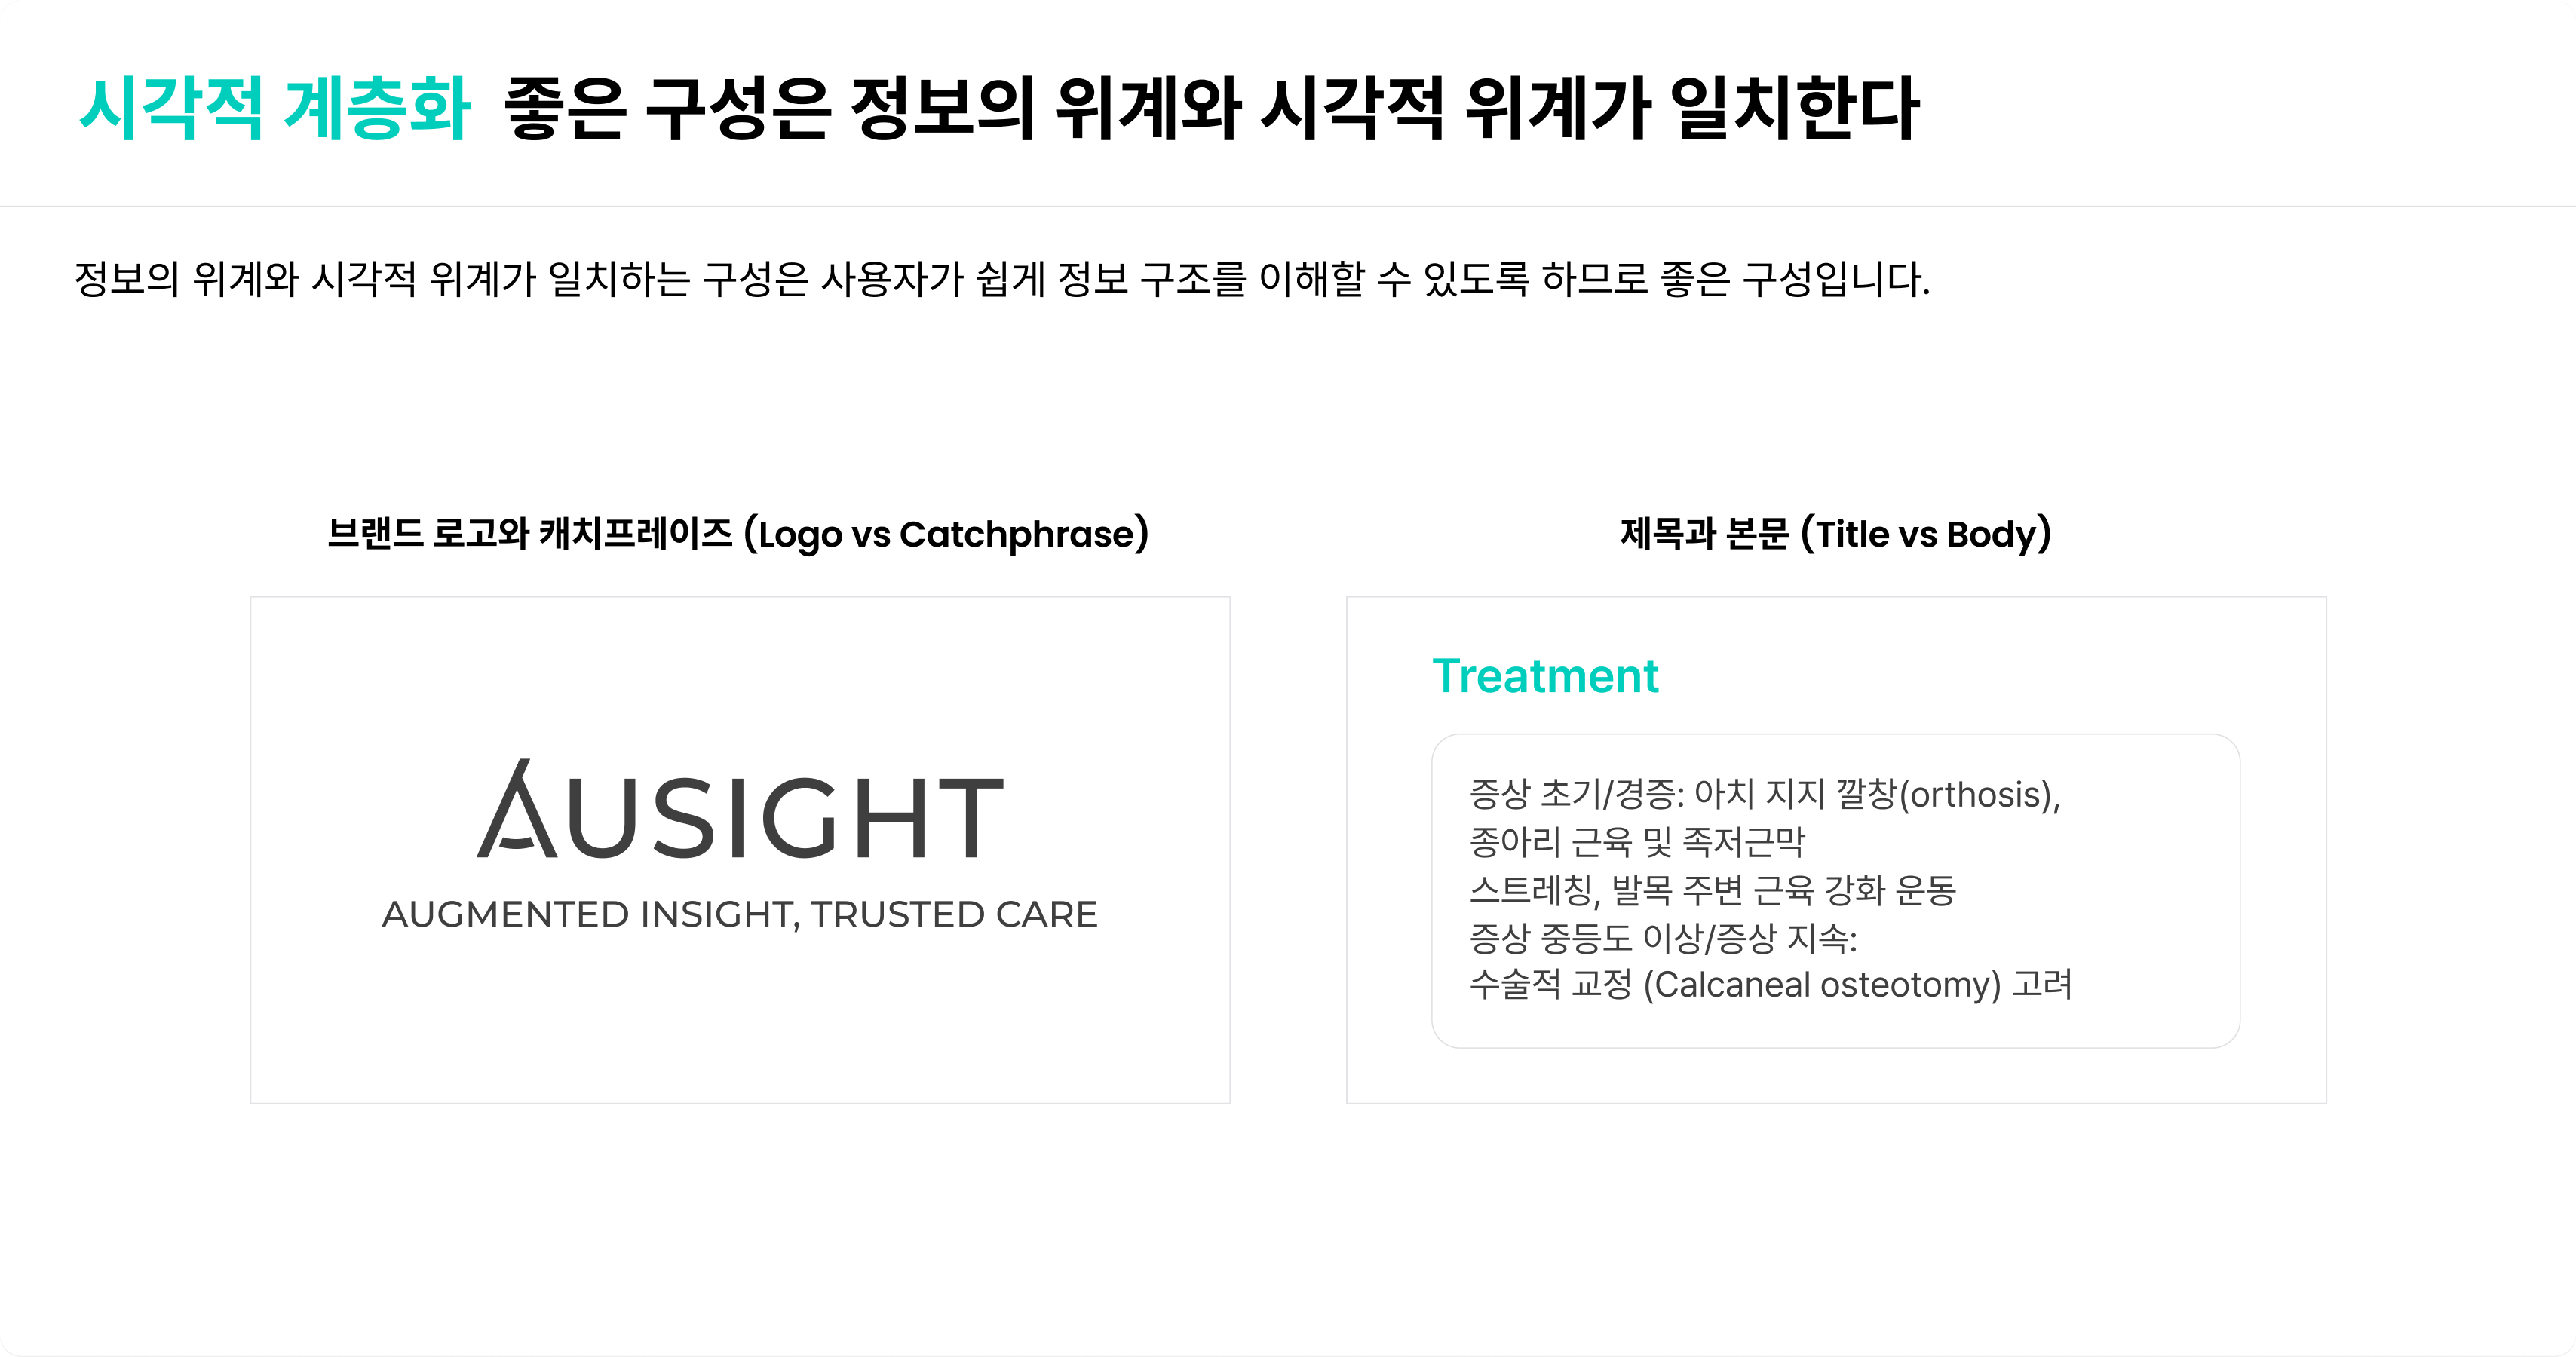 시각적 계층화 좋은 구성은 정보의 위계와 시각적 위계가 일치한다
정보의 위계와 시각적 위계가 일치하는 구성은 사용자가 쉽게 정보 구조를 이해할 수 있도록 하므로 좋은 구성입니다.
브랜드 로고와 캐치프레이즈 (Logo vs Catchphrase)
AUSIGHT
AUGMENTED INSIGHT, TRUSTED CARE
제목과 본문 (Title vs Body)
Treatment
증상 초기/경증: 아치 지지 깔창(orthosis),
종아리 근육 및 족저근막
스트레칭, 발목 주변 근육 강화 운동
증상 중등도 이상/증상 지속:
수술적 교정 (Calcaneal osteotomy) 고려